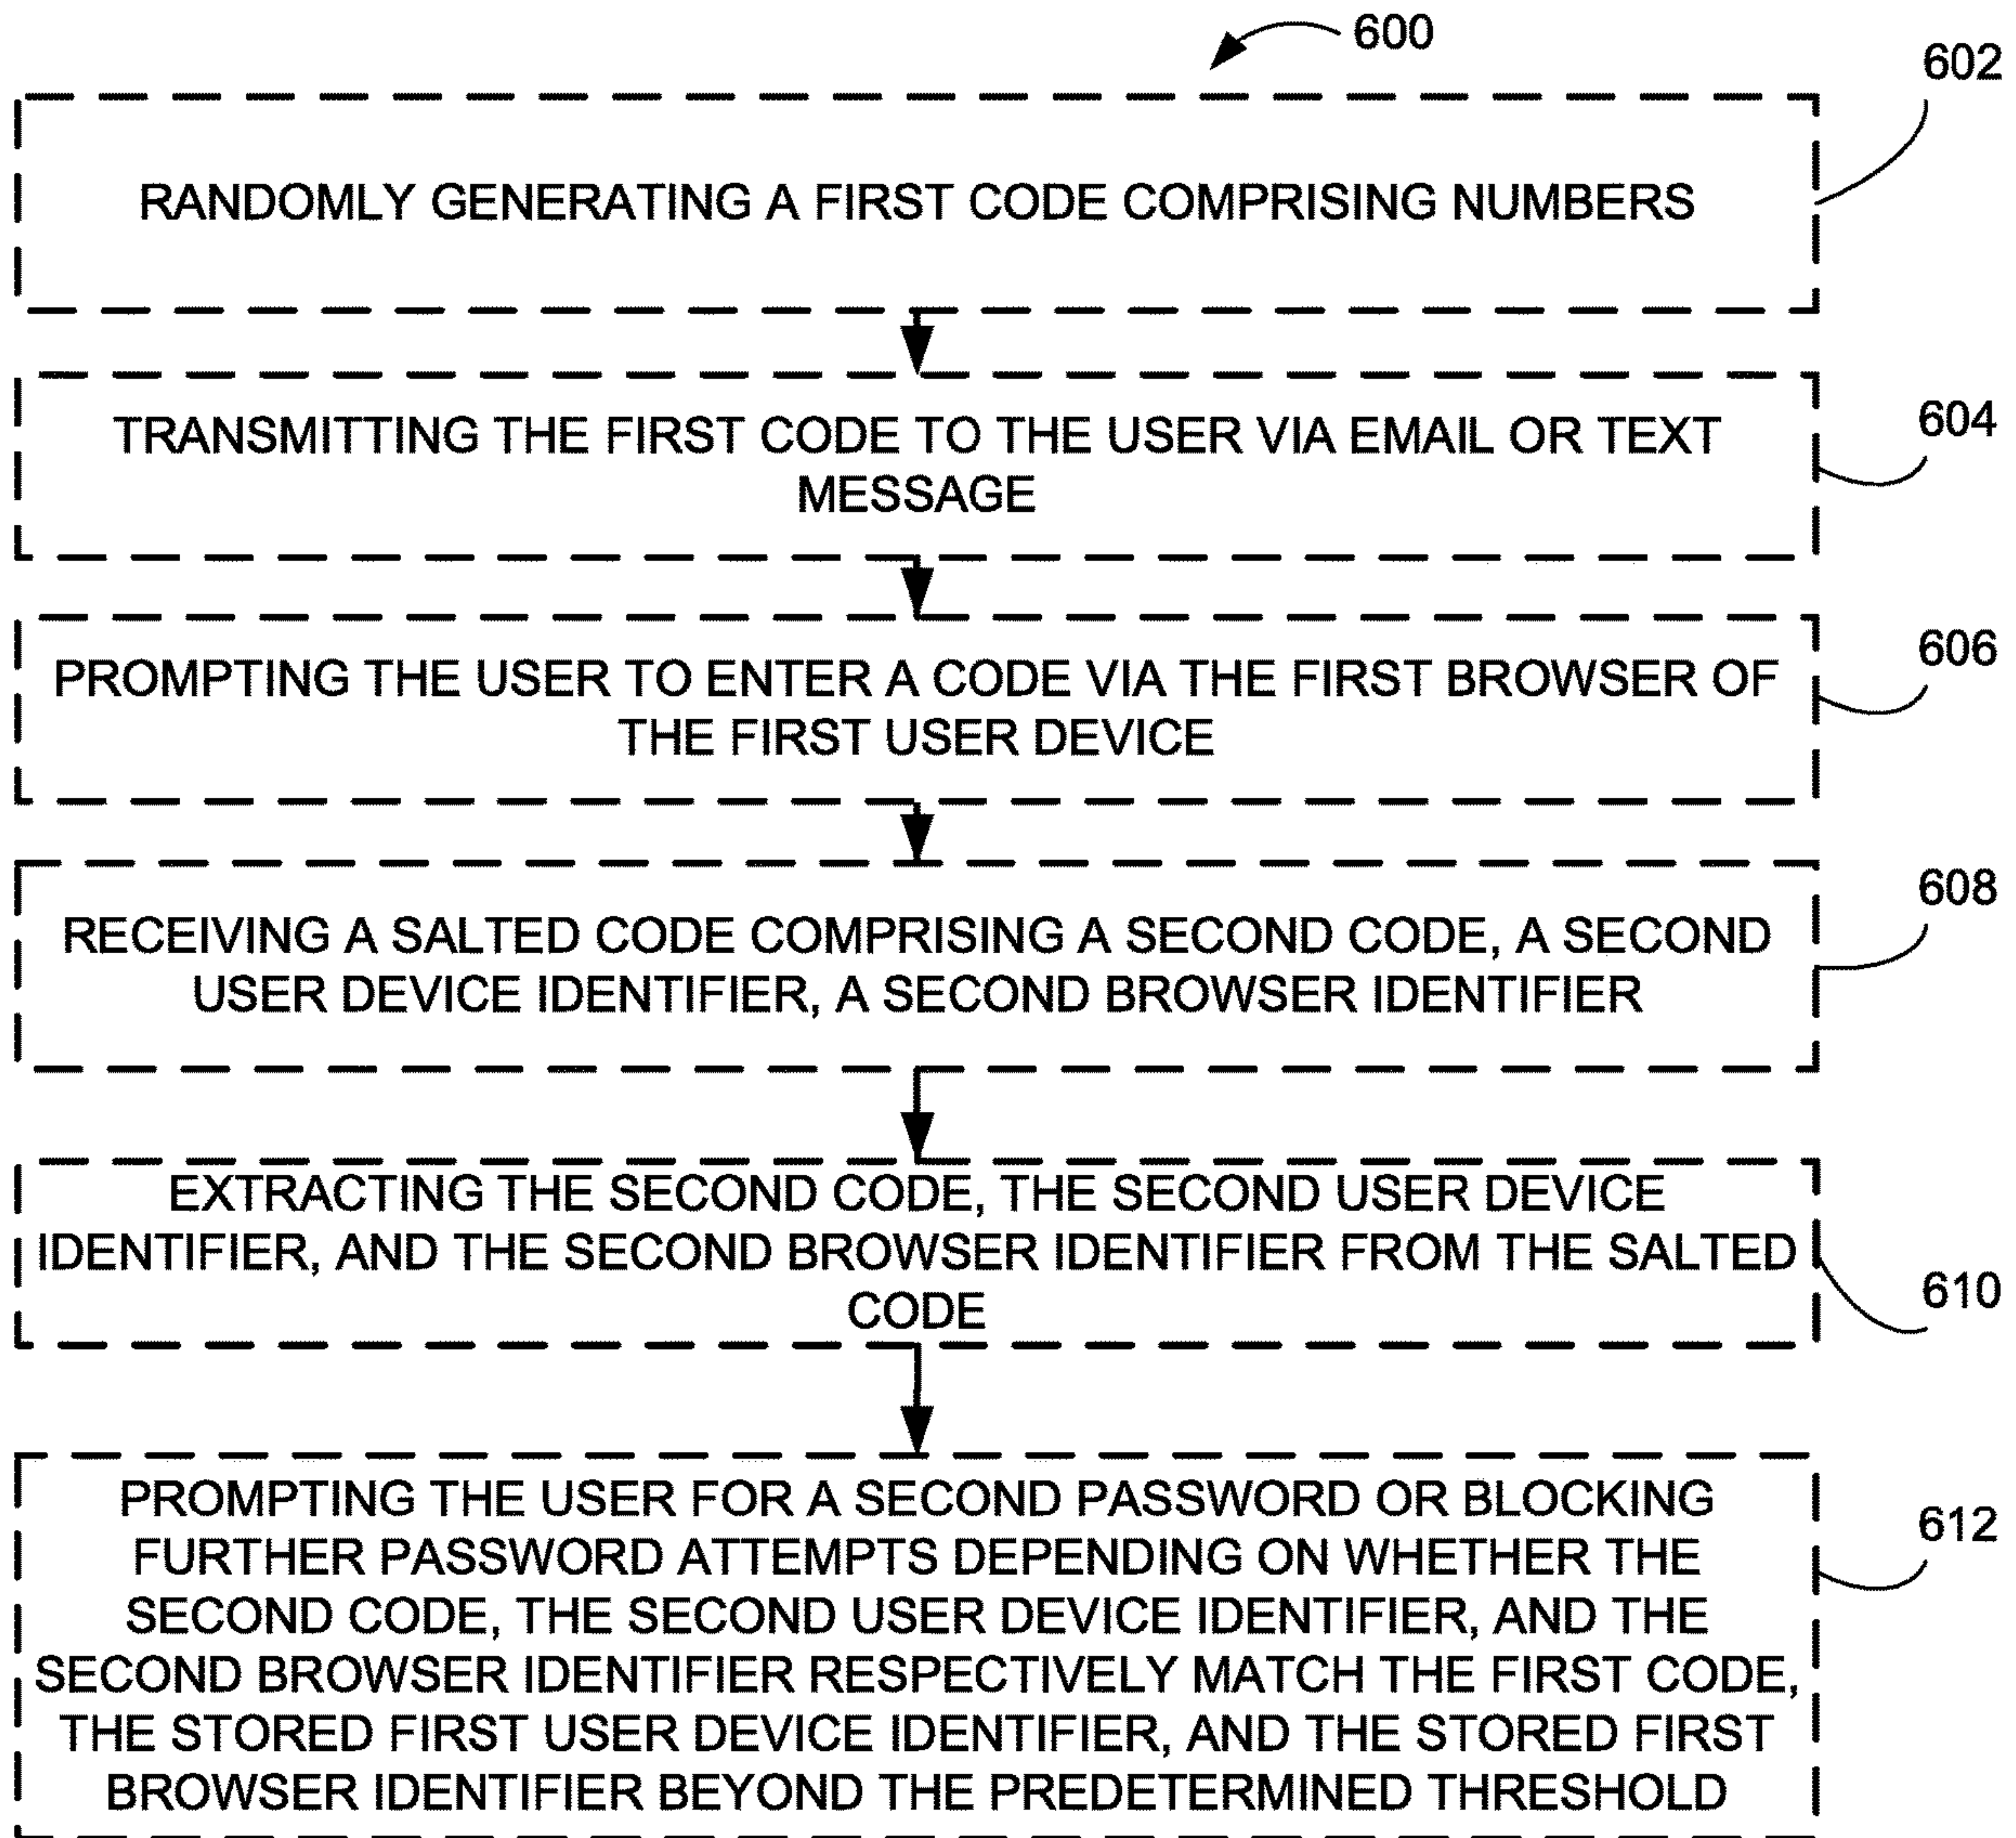 600
602
RANDOMLY GENERATING A FIRST CODE COMPRISING NUMBERS
TRANSMITTING THE FIRST CODE TO THE USER VIA EMAIL OR TEXT
MESSAGE
604
PROMPTING THE USER TO ENTER A CODE VIA THE FIRST BROWSER OF
THE FIRST USER DEVICE
606
RECEIVING A SALTED CODE COMPRISING A SECOND CODE, A SECOND
USER DEVICE IDENTIFIER, A SECOND BROWSER IDENTIFIER
608
EXTRACTING THE SECOND CODE, THE SECOND USER DEVICE
IDENTIFIER, AND THE SECOND BROWSER IDENTIFIER FROM THE SALTED
CODE
610
PROMPTING THE USER FOR A SECOND PASSWORD OR BLOCKING
FURTHER PASSWORD ATTEMPTS DEPENDING ON WHETHER THE
SECOND CODE, THE SECOND USER DEVICE IDENTIFIER, AND THE
SECOND BROWSER IDENTIFIER RESPECTIVELY MATCH THE FIRST CODE,
THE STORED FIRST USER DEVICE IDENTIFIER, AND THE STORED FIRST
BROWSER IDENTIFIER BEYOND THE PREDETERMINED THRESHOLD
612